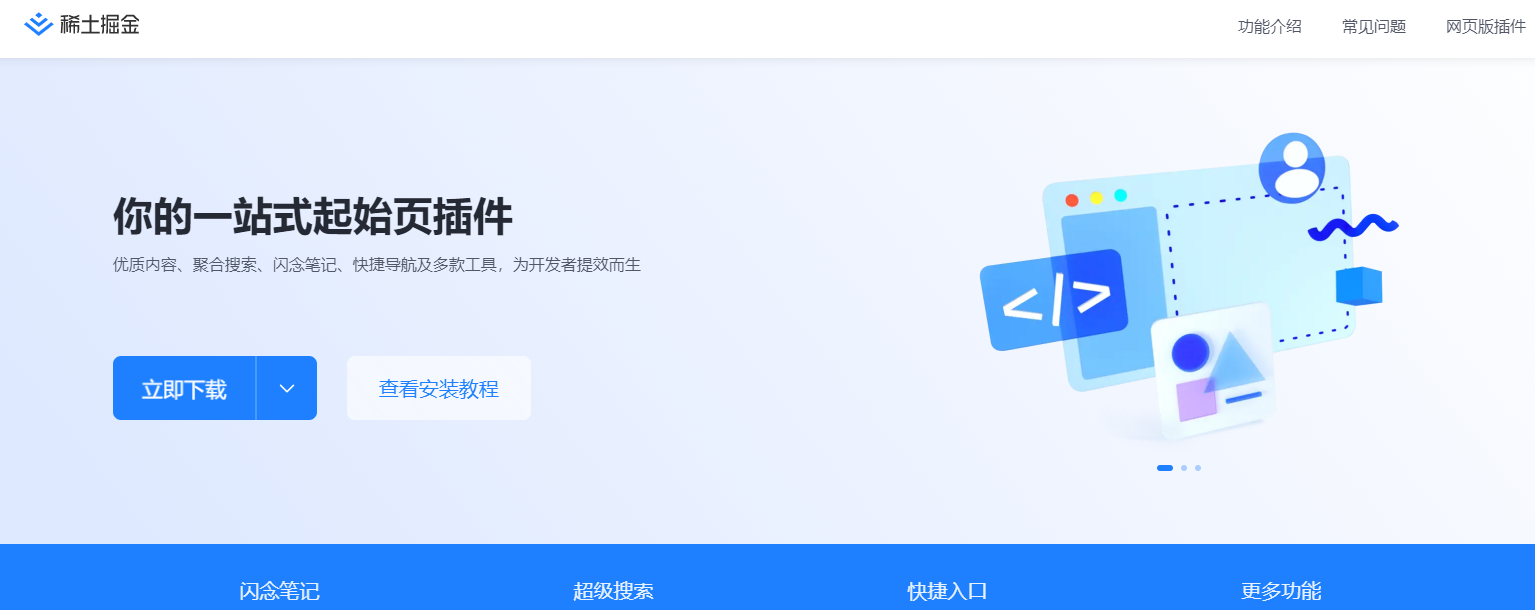 稀土掘金
功能介绍 常见问题 网页版插件
你的一站式起始页插件
优质内容、聚合搜索、闪念笔记、快捷导航及多款工具，为开发者提效而生
立即下载 查看安装教程
</>
闪念笔记 超级搜索 快捷入口 更多功能